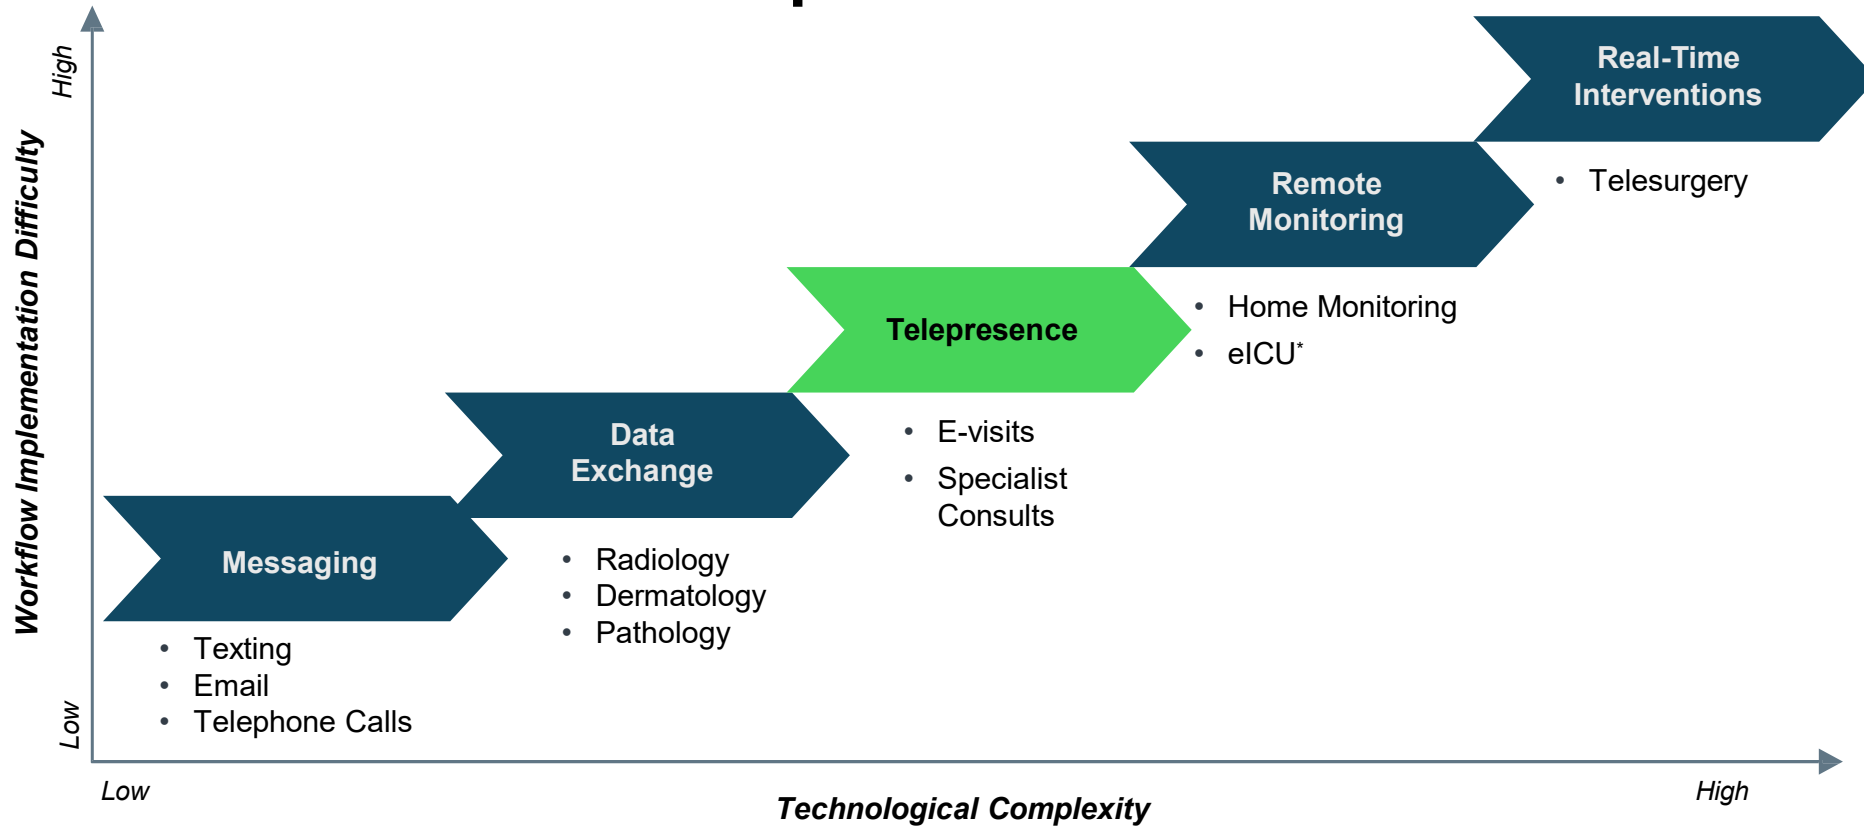 High
Workflow Implementation Difficulty
Low
Real-Time
Interventions
• Telesurgery
Remote
Monitoring
• Home Monitoring
• eICU*
Telepresence
• E-visits
• Specialist
Consults
Data
Exchange
• Radiology
• Dermatology
• Pathology
Messaging
• Texting
• Email
• Telephone Calls
Low
Technological Complexity
High